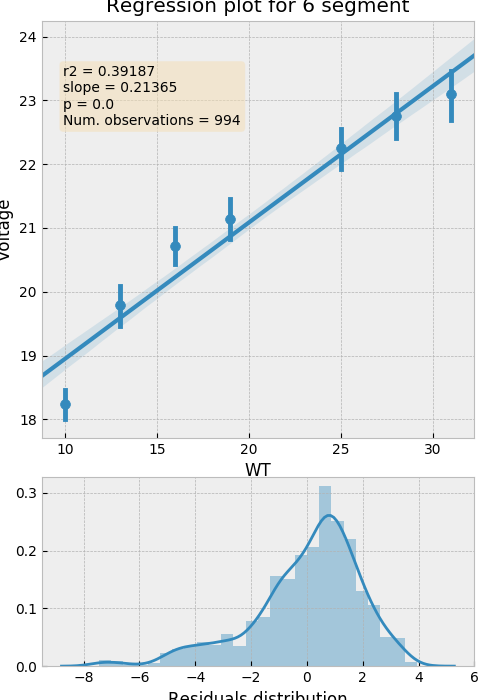 Regression plot for 6 segment
24
23
22
21
20
19
18
r2 = 0.39187
slope = 0.21365
p = 0.0
Num. observations = 994
Voltage
10 15 20 25 30
WT
0.3
0.2
0.1
0.0
−8 −6 −4 −2 0 2 4 6
Residuals distribution